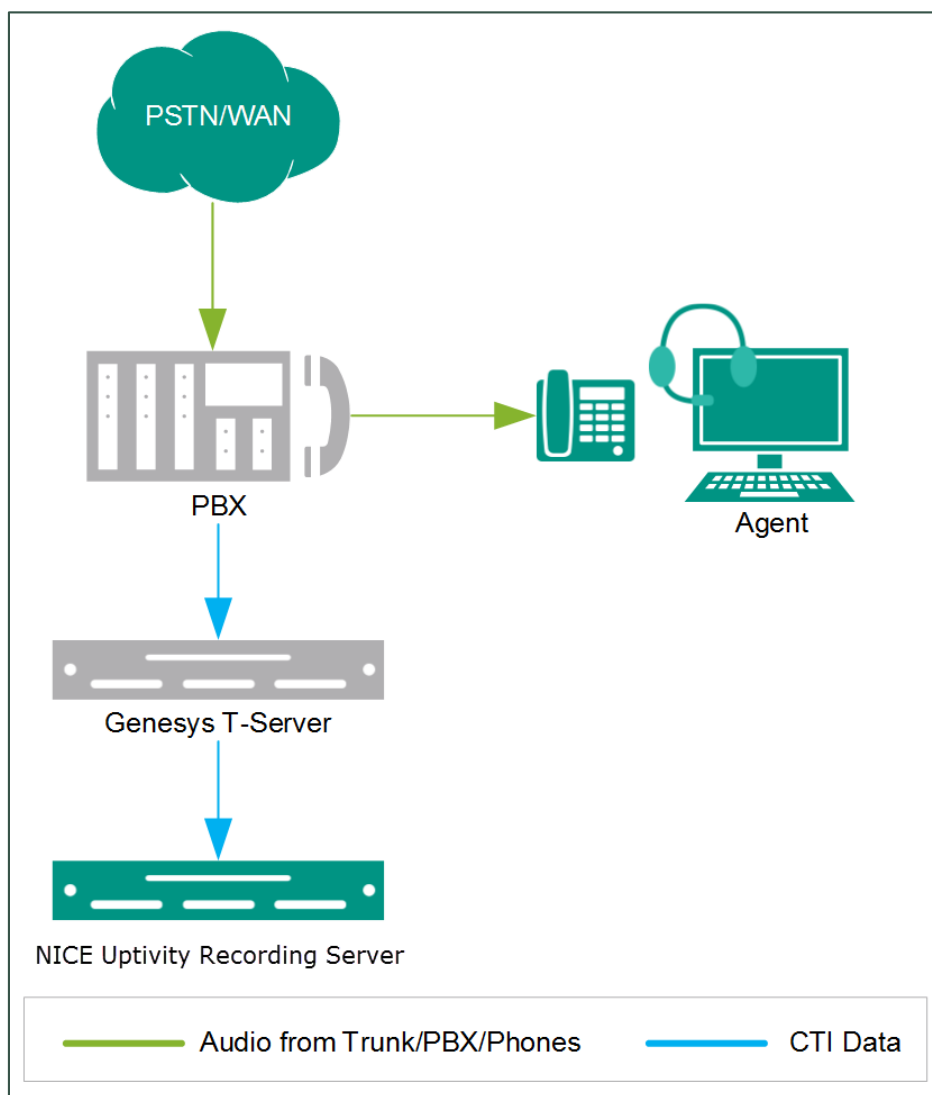 PSTN/WAN
PBX
Agent
Genesys T-Server
NICE Uptivity Recording Server
Audio from Trunk/PBX/Phones
CTI Data